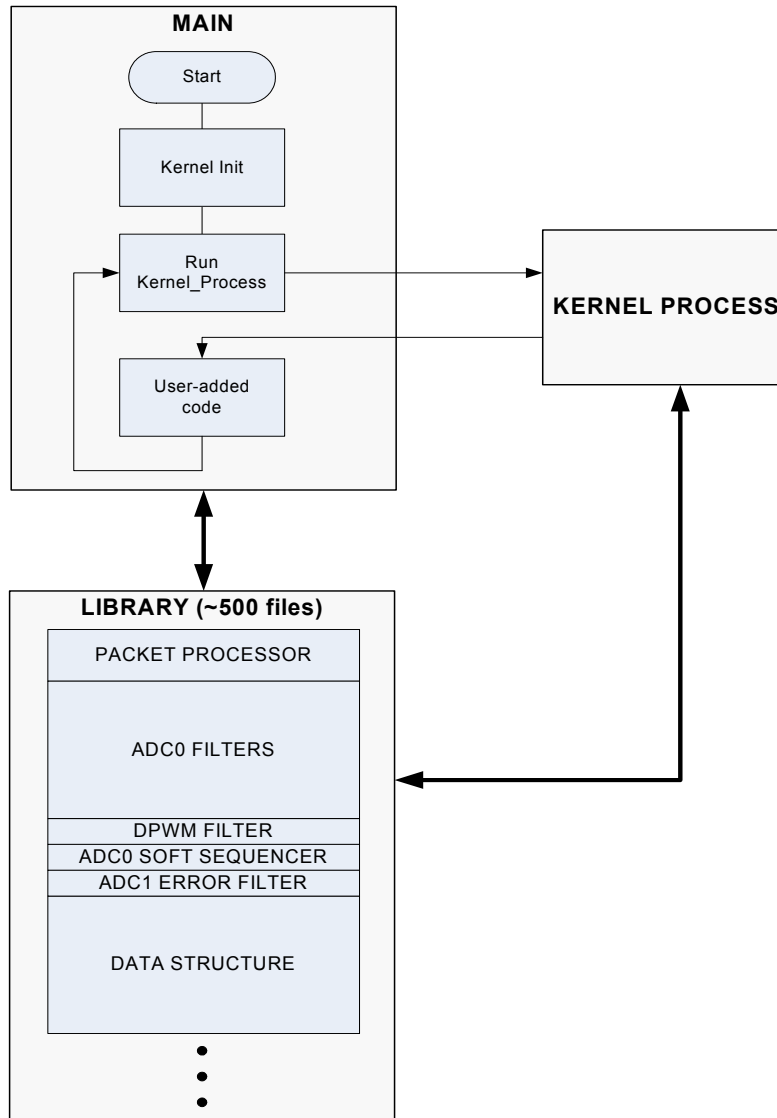 MAIN
Start
Kernel Init
Run
Kernel_Process
KERNEL PROCESS
User-added
code
LIBRARY (~500 files)
PACKET PROCESSOR
ADC0 FILTERS
DPWM FILTER
ADC0 SOFT SEQUENCER
ADC1 ERROR FILTER
DATA STRUCTURE